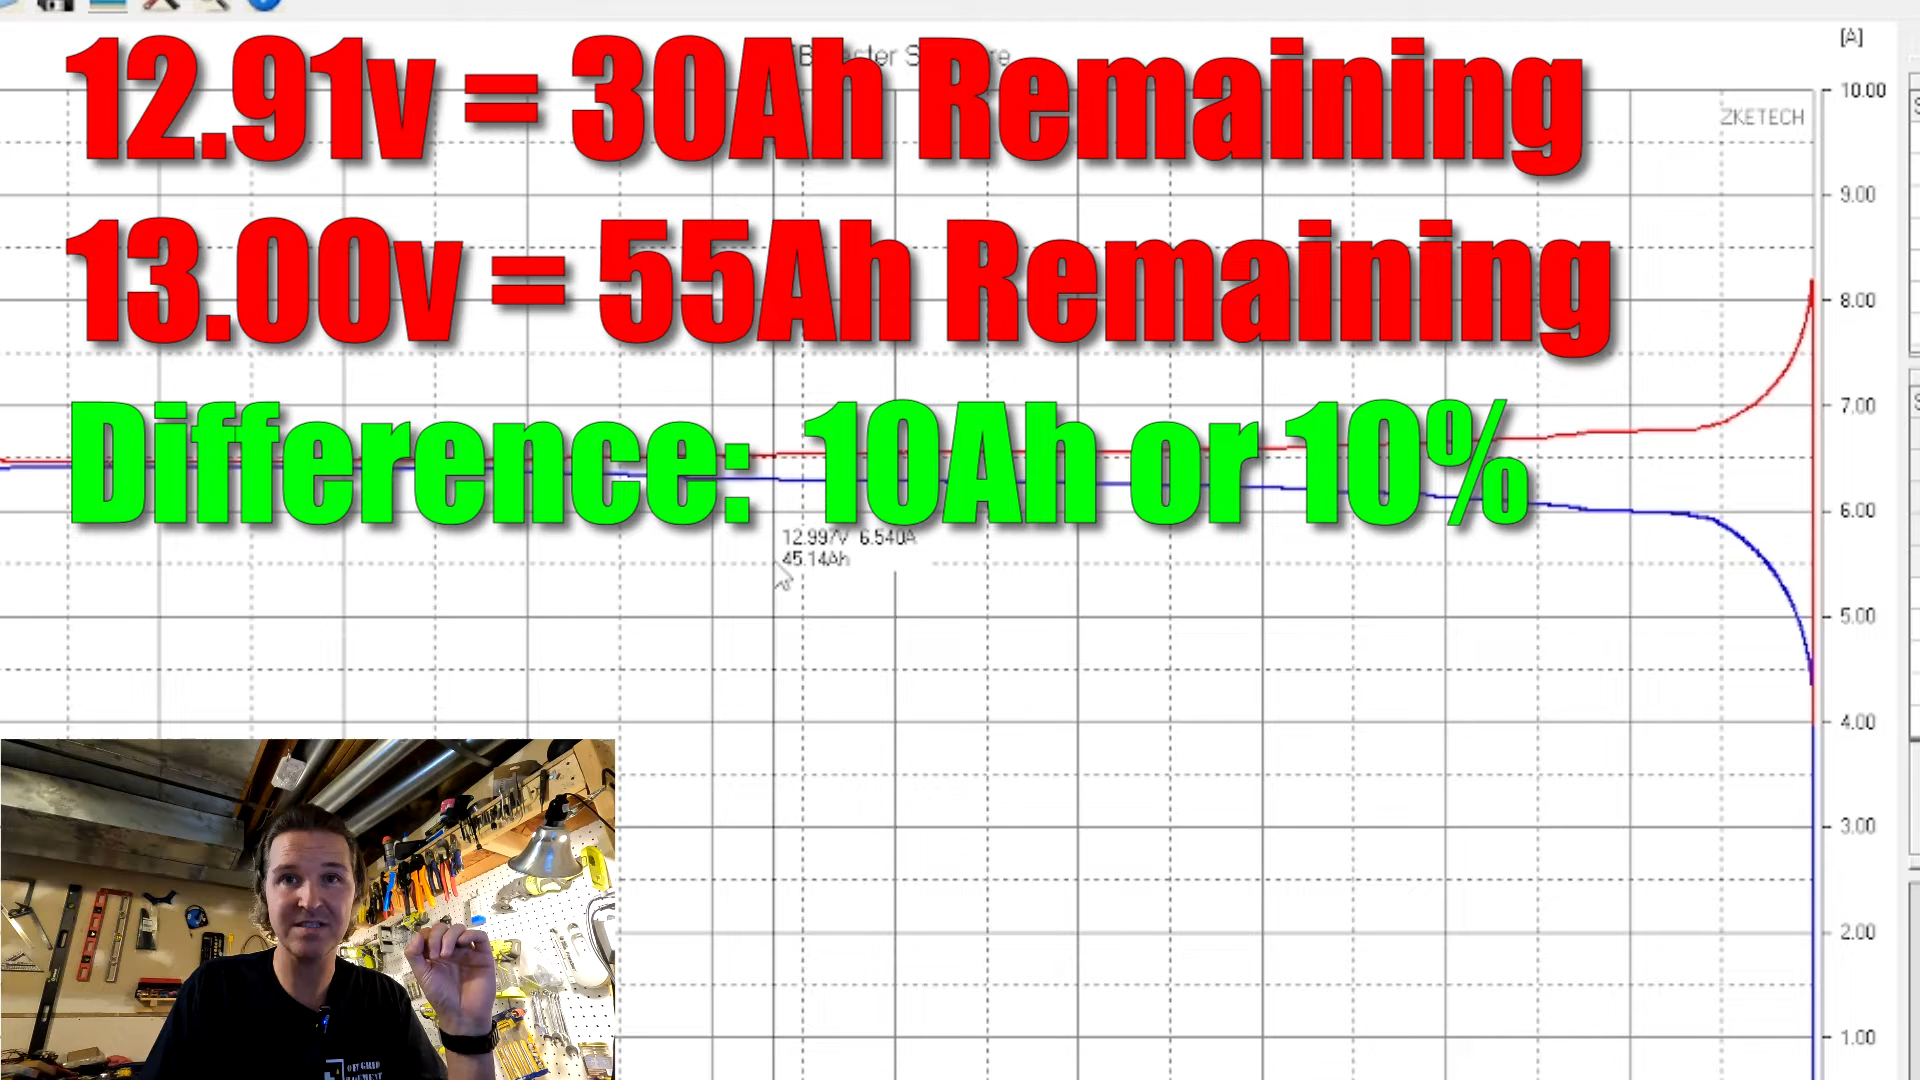 [A]
12.91v = 30Ah Remaining
10.00
ZKETECH
9.00
13.00v = 55Ah Remaining
8.00
7.00
Difference: 10Ah or 10%
6.00
12.997V 6.540A
45.14Ah
5.00
4.00
3.00
2.00
1.00